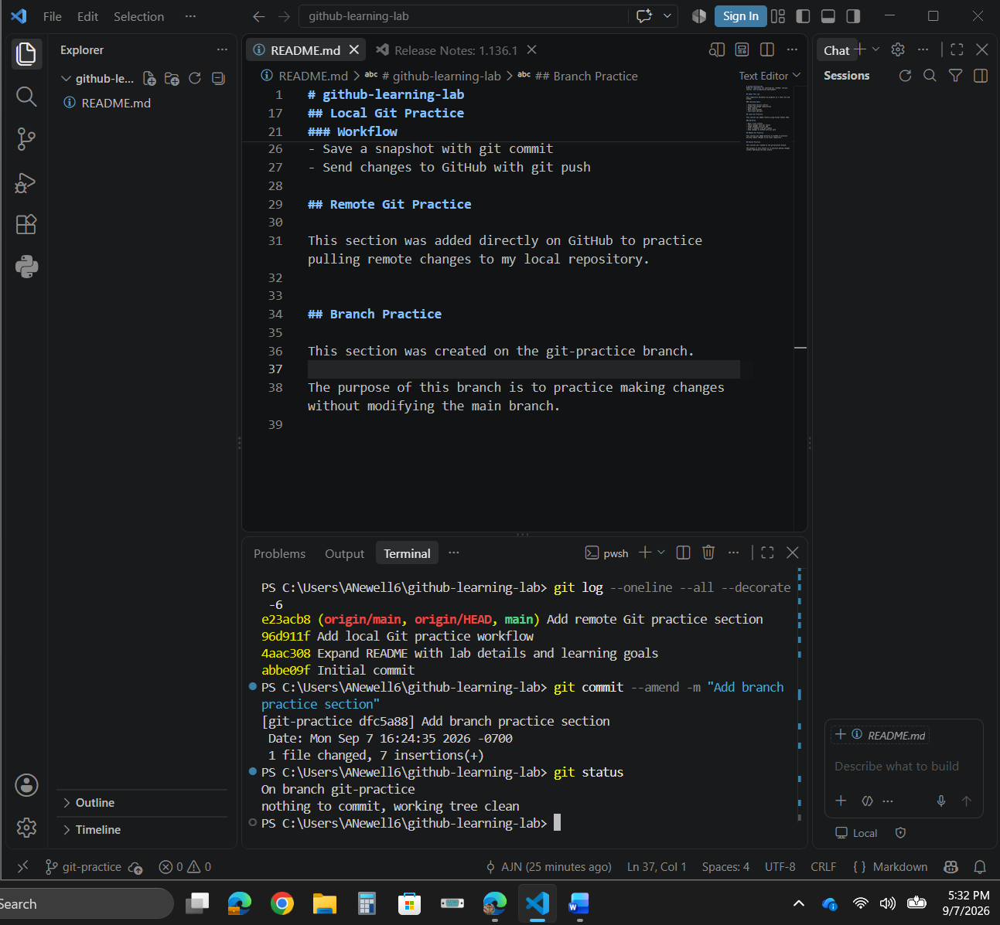 File Edit Selection ···
github-learning-lab
Sign In
Explorer ···
github-le...
README.md
Outline
Timeline
README.md
Release Notes: 1.136.1
README.md > abc # github-learning-lab > abc ## Branch Practice
Text Editor
1 # github-learning-lab
17 ## Local Git Practice
21 ### Workflow
26 - Save a snapshot with git commit
27 - Send changes to GitHub with git push
28
29 ## Remote Git Practice
30
31 This section was added directly on GitHub to practice
pulling remote changes to my local repository.
32
33
34 ## Branch Practice
35
36 This section was created on the git-practice branch.
37
38 The purpose of this branch is to practice making changes
without modifying the main branch.
39
Problems Output Terminal ···
pwsh
PS C:\Users\ANewell6\github-learning-lab> git log --oneline --all --decorate
-6
e23acb8 (origin/main, origin/HEAD, main) Add remote Git practice section
96d911f Add local Git practice workflow
4aac308 Expand README with lab details and learning goals
abbe09f Initial commit
PS C:\Users\ANewell6\github-learning-lab> git commit --amend -m "Add branch
practice section"
[git-practice dfc5a88] Add branch practice section
Date: Mon Sep 7 16:24:35 2026 -0700
1 file changed, 7 insertions(+)
PS C:\Users\ANewell6\github-learning-lab> git status
On branch git-practice
nothing to commit, working tree clean
PS C:\Users\ANewell6\github-learning-lab>
Chat
Sessions
README.md
Describe what to build
Local
git-practice
0 0
AJN (25 minutes ago)
Ln 37, Col 1
Spaces: 4
UTF-8
CRLF
{ } Markdown
Search
5:32 PM
9/7/2026